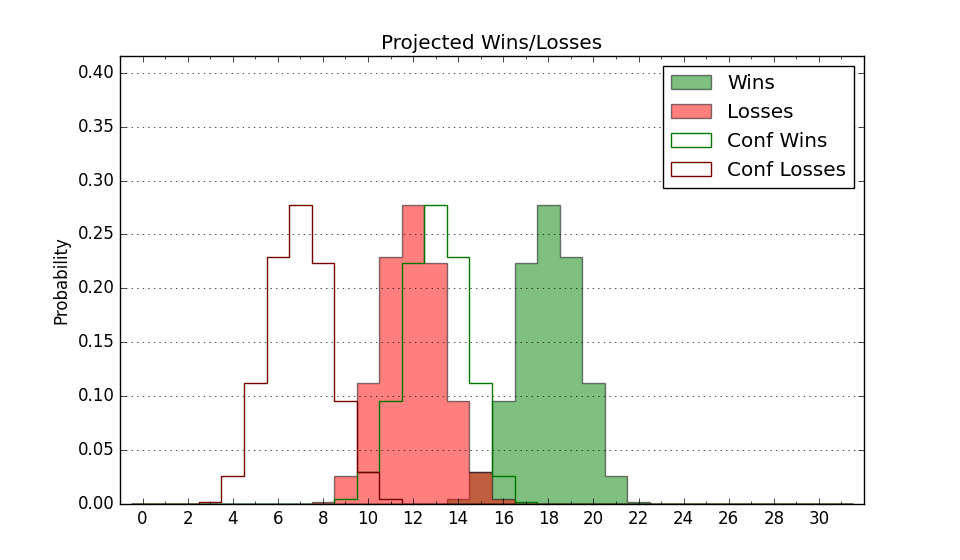 Projected Wins/Losses
Wins
Losses
Conf Wins
Conf Losses
Probability
0.40
0.35
0.30
0.25
0.20
0.15
0.10
0.05
0.00
0 2 4 6 8 10 12 14 16 18 20 22 24 26 28 30